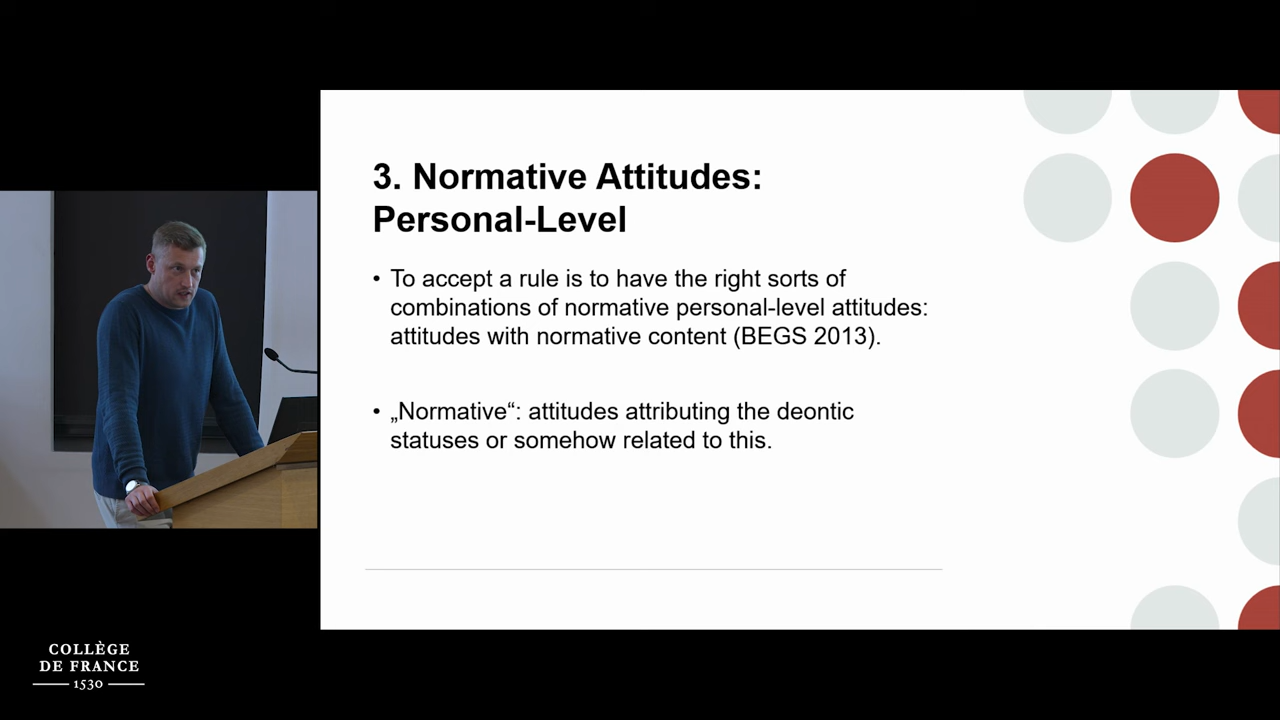 3. Normative Attitudes:
Personal-Level
• To accept a rule is to have the right sorts of
combinations of normative personal-level attitudes:
attitudes with normative content (BEGS 2013).
• „Normative“: attitudes attributing the deontic
statuses or somehow related to this.
COLLÈGE
DE FRANCE
1530